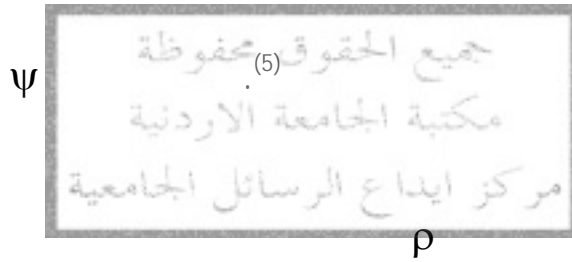 جميع الحقوق محفوظة
(5)
ψ
مكتبة الجامعة الاردنية
مركز ايداع الرسائل الجامعية
ρ